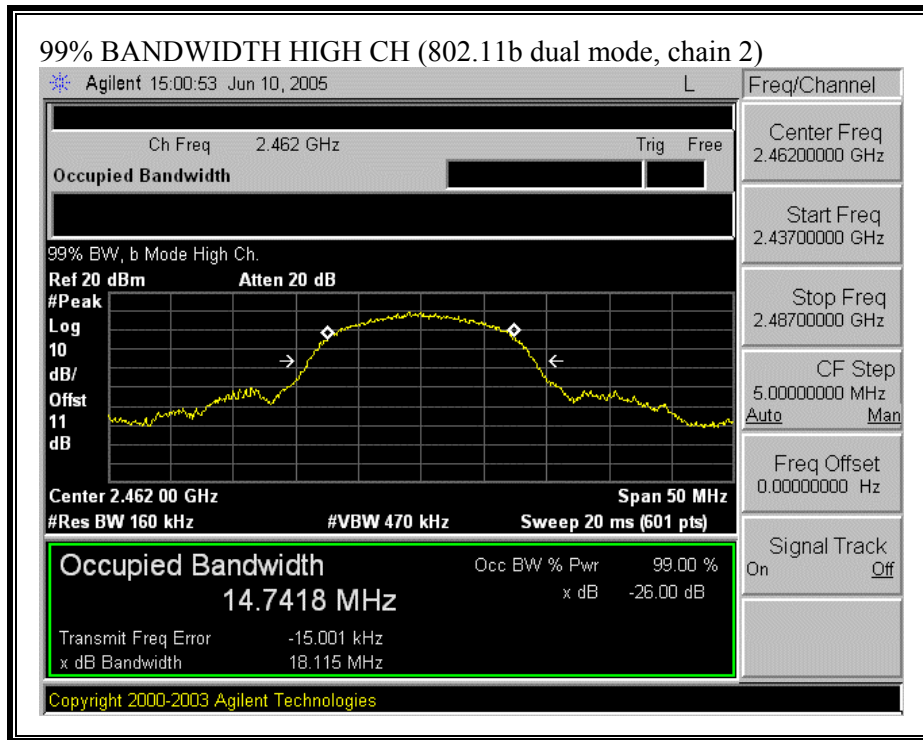 99% BANDWIDTH HIGH CH (802.11b dual mode, chain 2)
Agilent 15:00:53 Jun 10, 2005 L
Freq/Channel
Ch Freq 2.462 GHz Trig Free
Occupied Bandwidth
Center Freq
2.46200000 GHz
Start Freq
2.43700000 GHz
99% BW, b Mode High Ch.
Ref 20 dBm Atten 20 dB
#Peak
Log
10
dB/
Offst
11
dB
Stop Freq
2.48700000 GHz
CF Step
5.00000000 MHz
Auto Man
Freq Offset
0.00000000 Hz
Center 2.462 00 GHz Span 50 MHz
#Res BW 160 kHz #VBW 470 kHz Sweep 20 ms (601 pts)
Signal Track
On Off
Occupied Bandwidth Occ BW % Pwr 99.00 %
14.7418 MHz x dB -26.00 dB
Transmit Freq Error -15.001 kHz
x dB Bandwidth 18.115 MHz
Copyright 2000-2003 Agilent Technologies